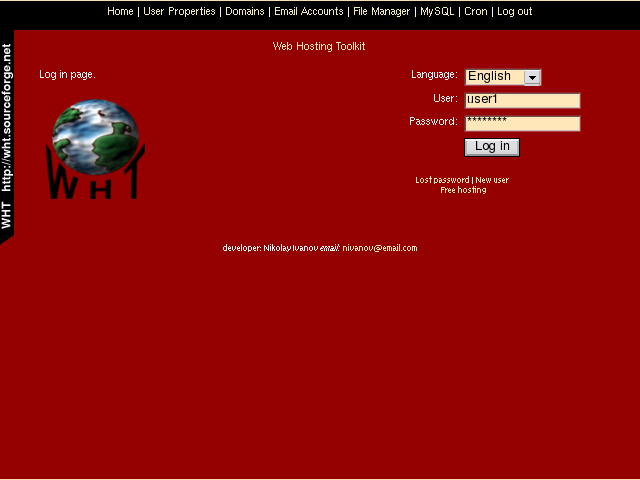 Home | User Properties | Domains | Email Accounts | File Manager | MySQL | Cron | Log out
Web Hosting Toolkit
Log in page.
Language: English
User: user1
Password: ********
Log in
Lost password | New user
Free hosting
WHT
WHT http://wht.sourceforge.net
developer: Nikolay Ivanov email: nivanov@email.com